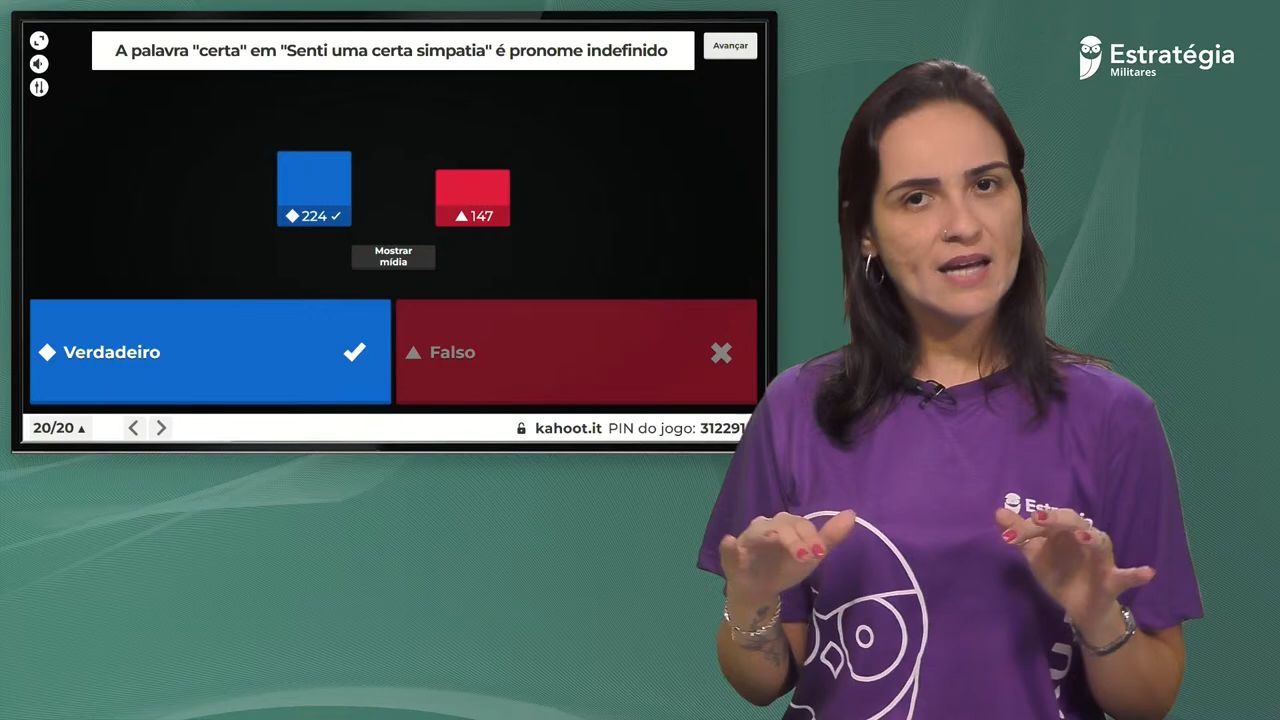 A palavra "certa" em "Senti uma certa simpatia" é pronome indefinido
Avançar
224
147
Mostrar
mídia
Verdadeiro
Falso
20/20
kahoot.it PIN do jogo: 312291
Estratégia
Militares